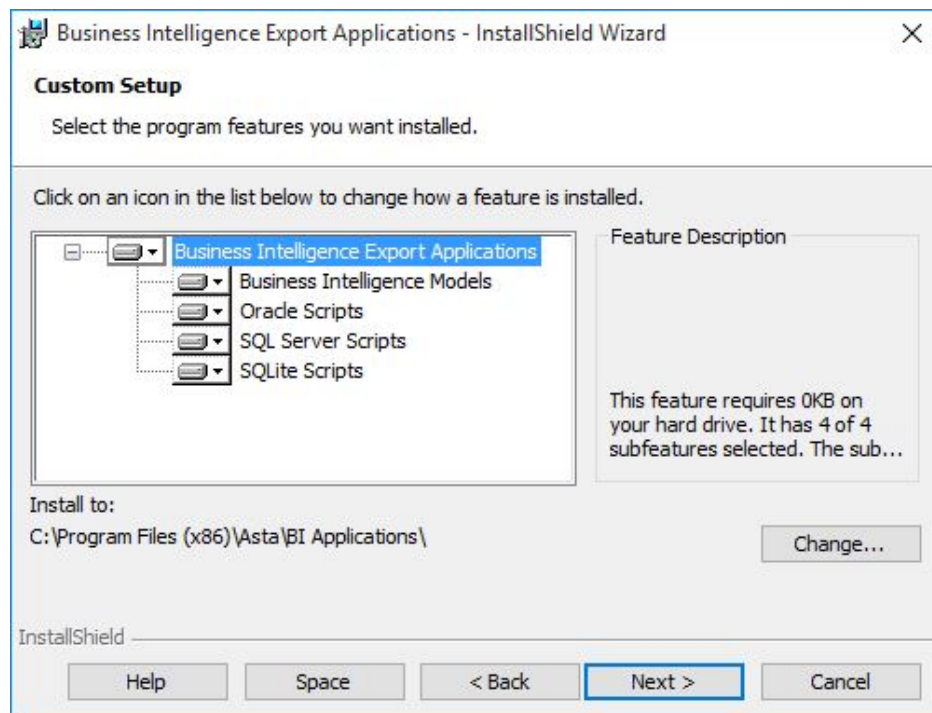 Business Intelligence Export Applications - InstallShield Wizard
Custom Setup
Select the program features you want installed.
Click on an icon in the list below to change how a feature is installed.
Business Intelligence Export Applications
Business Intelligence Models
Oracle Scripts
SQL Server Scripts
SQLite Scripts
Feature Description
This feature requires 0KB on
your hard drive. It has 4 of 4
subfeatures selected. The sub...
Install to:
C:\Program Files (x86)\Asta\BI Applications\
Change...
InstallShield
Help
Space
< Back
Next >
Cancel